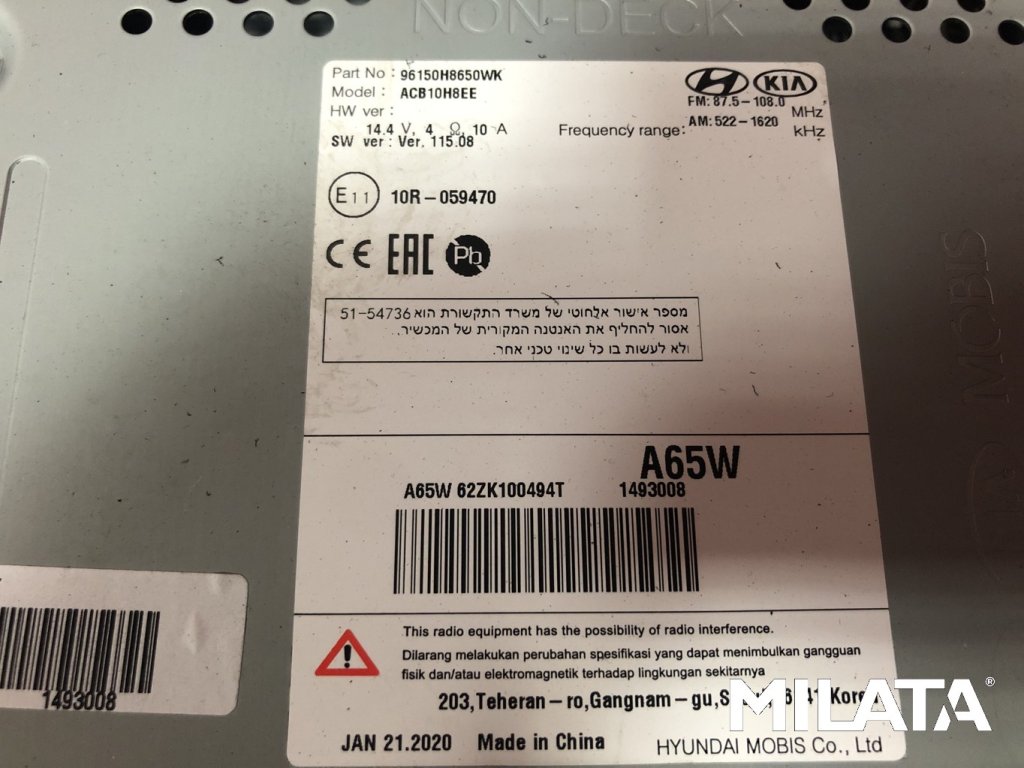 NON-DECK
Part No : 96150H8650WK
Model : ACB10H8EE
HW ver :
14.4 V, 4 Ω, 10 A
SW ver : Ver. 115.08
KIA
FM: 87.5-108.0 MHz
Frequency range: AM: 522-1620 kHz
E11 10R-059470
CE EAC Pb
מספר אישור אלחוטי של משרד התקשורת הוא 51-54736
אסור להחליף את האנטנה המקורית של המכשיר.
ולא לעשות בו כל שינוי טכני אחר.
MOBIS
A65W
A65W 62ZK100494T 1493008
1493008
This radio equipment has the possibility of radio interference.
Dilarang melakukan perubahan spesifikasi yang dapat menimbulkan gangguan
fisik dan/atau elektromagnetik terhadap lingkungan sekitarnya
203,Teheran-ro,Gangnam-gu,
JAN 21.2020 Made in China HYUNDAI MOBIS Co., Ltd
MILATA®